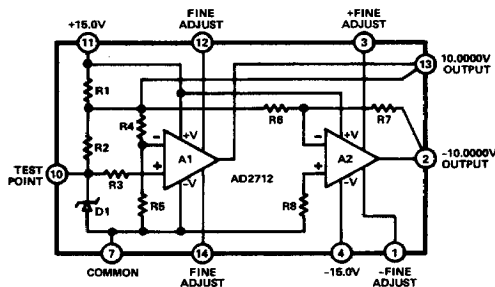 +15.0V
FINE
ADJUST
+FINE
ADJUST
11
12
3
13
10.0000V
OUTPUT
R1
R4
R6
R7
R2
+V
+V
TEST
POINT
10
R3
−
+
A1
−V
AD2712
−
+
A2
2
−10.0000V
OUTPUT
D1
R5
R8
7
COMMON
14
FINE
ADJUST
4
−15.0V
1
−FINE
ADJUST